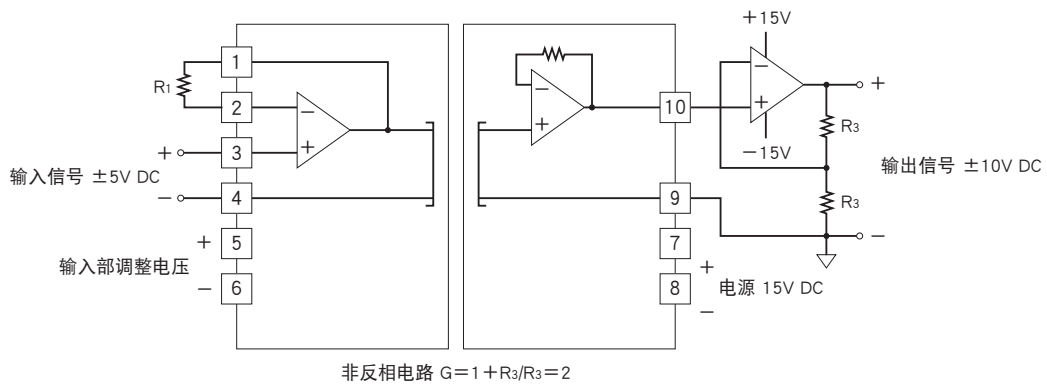 +15V
1
R1
2
10
+
R3
+
3
-15V
输入信号 ±5V DC
输出信号 ±10V DC
−
4
9
R3
+
5
7
−
输入部调整电压
+
电源 15V DC
−
6
8
−
非反相电路 G=1+R3/R3=2